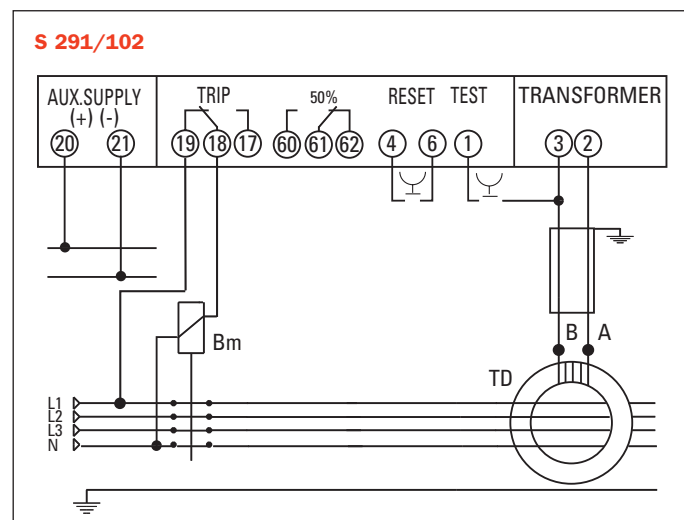 S 291/102
AUX.SUPPLY TRIP 50% RESET TEST TRANSFORMER
(+) (-)
20 21 19 18 17 60 61 62 4 6 1 3 2
Bm
B A
TD
L1
L2
L3
N